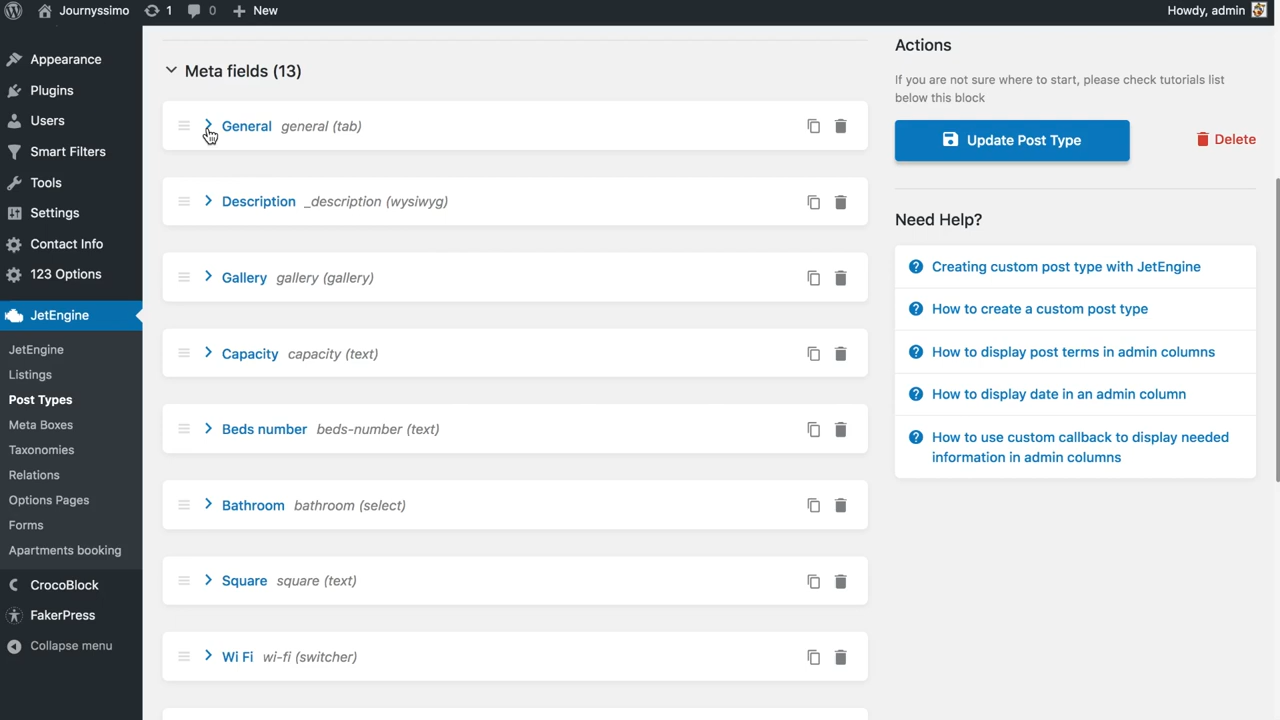 Journyssimo 1 0 New Howdy, admin
Appearance
Plugins
Users
Smart Filters
Tools
Settings
Contact Info
123 Options
JetEngine
JetEngine
Listings
Post Types
Meta Boxes
Taxonomies
Relations
Options Pages
Forms
Apartments booking
CrocoBlock
FakerPress
Collapse menu
Meta fields (13)
General general (tab)
Description _description (wysiwyg)
Gallery gallery (gallery)
Capacity capacity (text)
Beds number beds-number (text)
Bathroom bathroom (select)
Square square (text)
Wi Fi wi-fi (switcher)
Actions
If you are not sure where to start, please check tutorials list
below this block
Update Post Type Delete
Need Help?
Creating custom post type with JetEngine
How to create a custom post type
How to display post terms in admin columns
How to display date in an admin column
How to use custom callback to display needed
information in admin columns